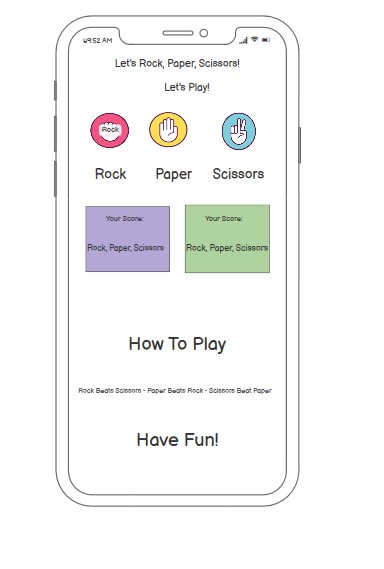 09:52 AM
Let's Rock, Paper, Scissors!
Let's Play!
Rock
Rock Paper Scissors
Your Score: Your Score:
Rock, Paper, Scissors Rock, Paper, Scissors
How To Play
Rock Beats Scissors - Paper Beats Rock - Scissors Beat Paper
Have Fun!